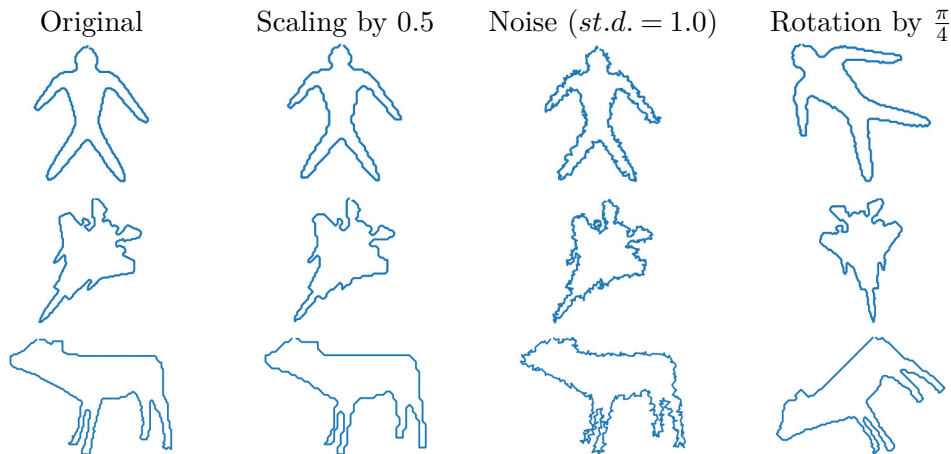 Original Scaling by 0.5 Noise (st.d. = 1.0) Rotation by π/4